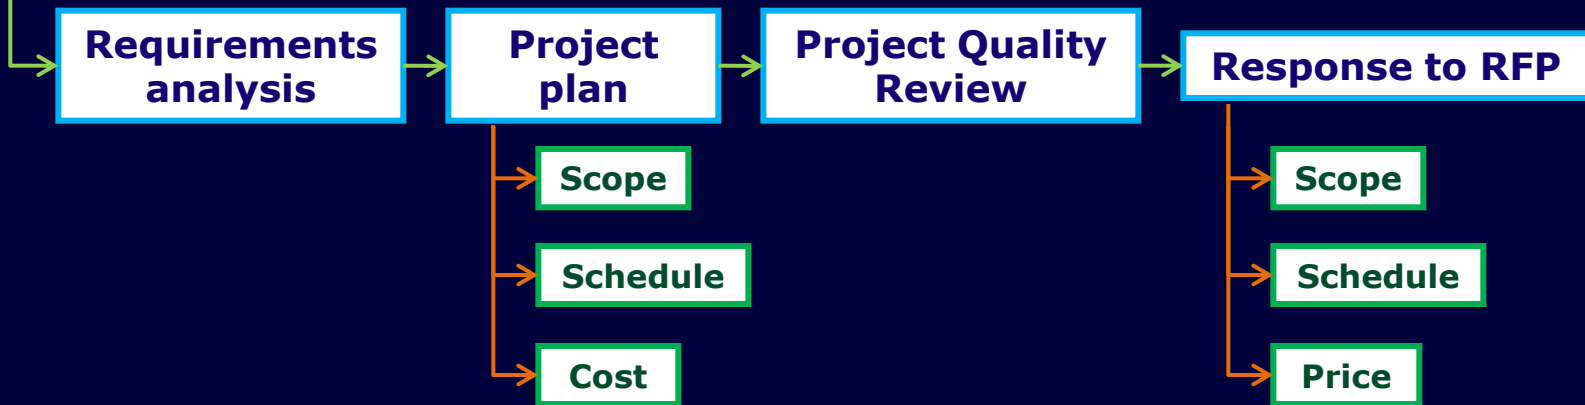 Requirements
analysis
Project
plan
Project Quality
Review
Response to RFP
Scope
Schedule
Cost
Scope
Schedule
Price